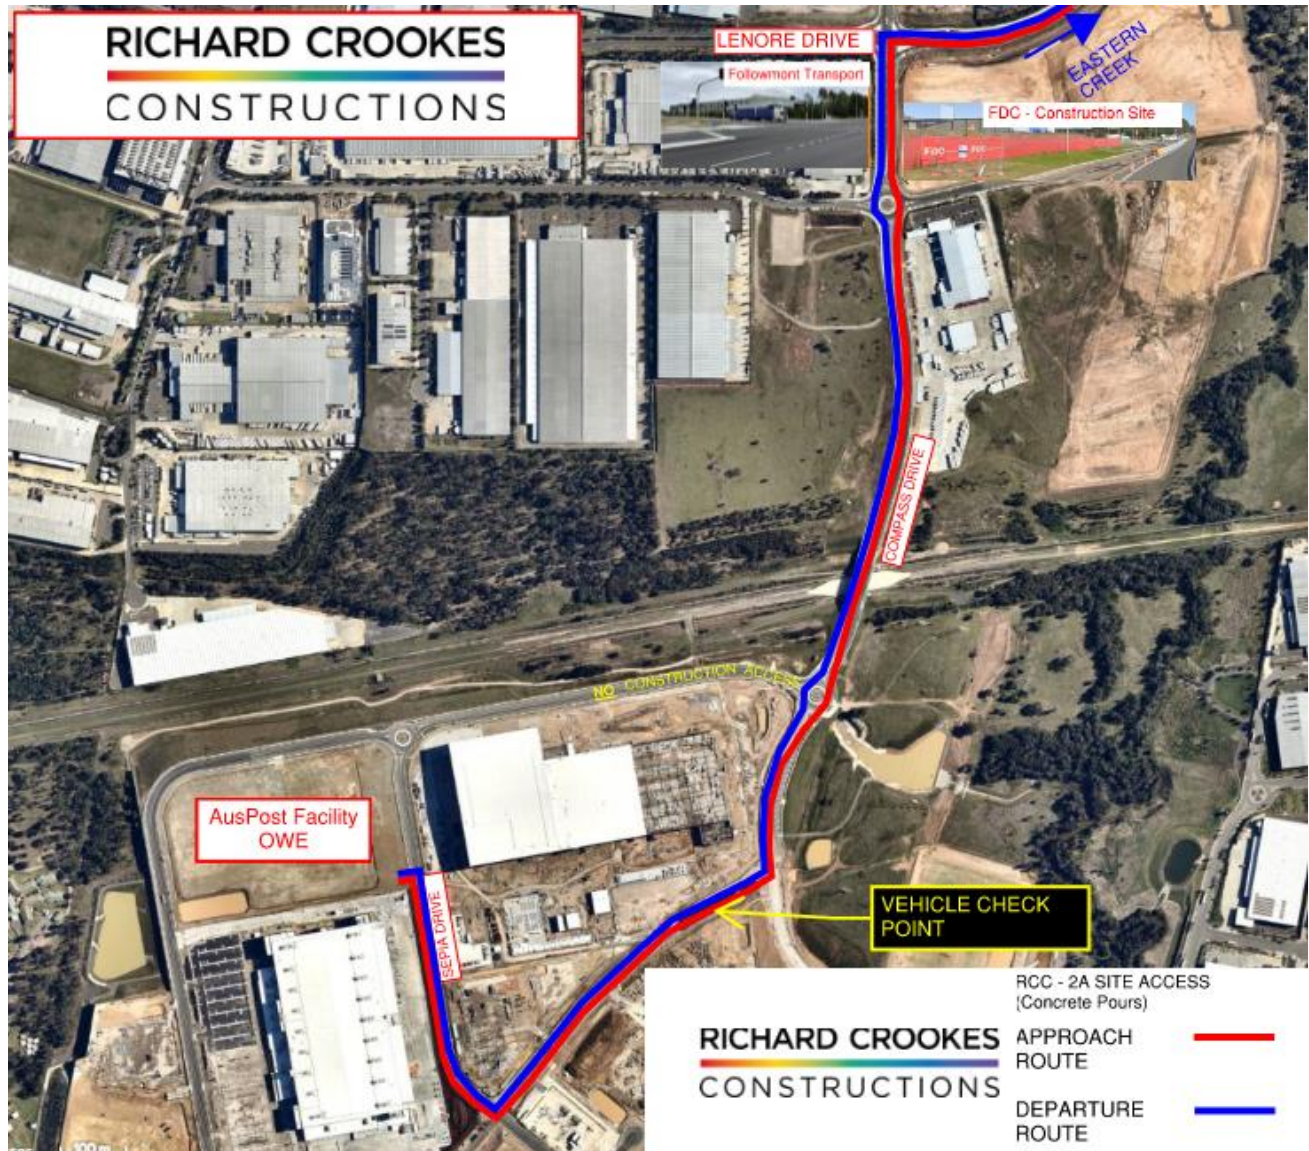 RICHARD CROOKES
CONSTRUCTIONS
LENORE DRIVE
Followmont Transport
EASTERN
CREEK
FDC - Construction Site
FDC
COMPASS DRIVE
NO CONSTRUCTION ACCESS
AusPost Facility
OWE
SEPIA DRIVE
VEHICLE CHECK
POINT
RCC - 2A SITE ACCESS
(Concrete Pours)
RICHARD CROOKES
CONSTRUCTIONS
APPROACH
ROUTE
DEPARTURE
ROUTE
100 m